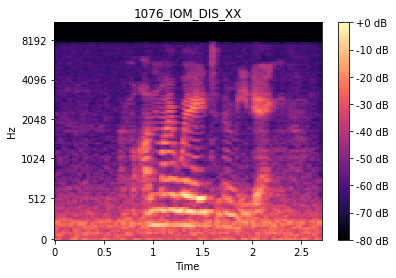 1076_IOM_DIS_XX
Hz
8192
4096
2048
1024
512
0
0
0.5
1
1.5
2
2.5
Time
+0 dB
-10 dB
-20 dB
-30 dB
-40 dB
-50 dB
-60 dB
-70 dB
-80 dB